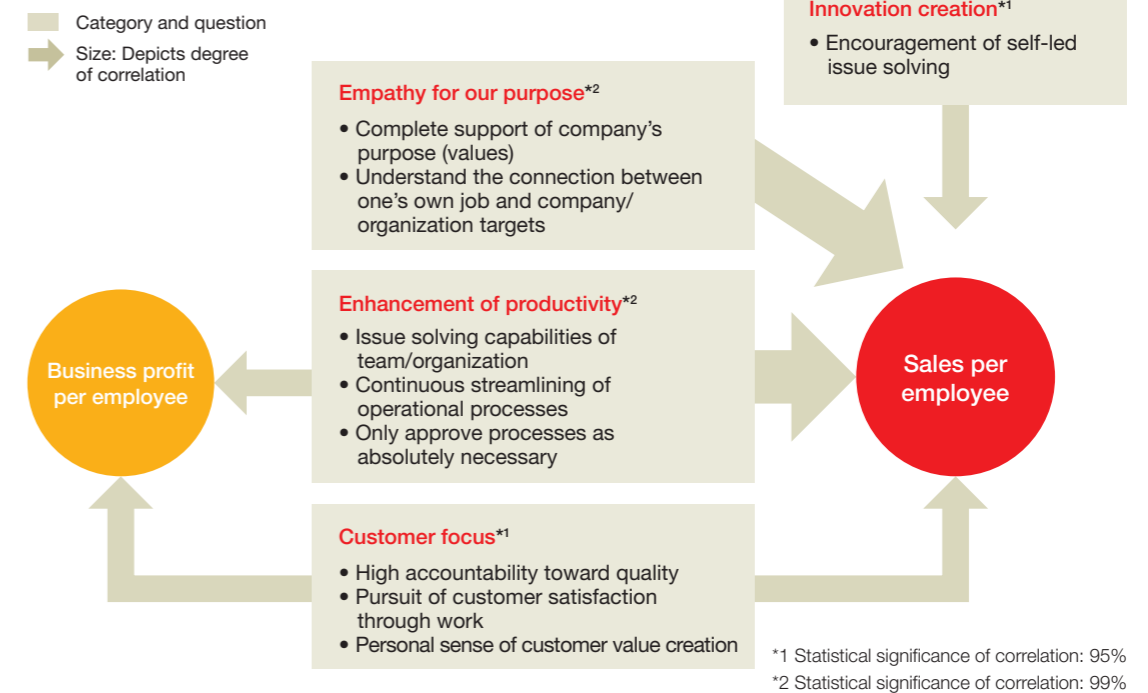 Category and question
Size: Depicts degree
of correlation
Innovation creation*1
• Encouragement of self-led
issue solving
Empathy for our purpose*2
• Complete support of company’s
purpose (values)
• Understand the connection between
one’s own job and company/
organization targets
Enhancement of productivity*2
• Issue solving capabilities of
team/organization
• Continuous streamlining of
operational processes
• Only approve processes as
absolutely necessary
Business profit
per employee
Sales per
employee
Customer focus*1
• High accountability toward quality
• Pursuit of customer satisfaction
through work
• Personal sense of customer value creation
*1 Statistical significance of correlation: 95%
*2 Statistical significance of correlation: 99%